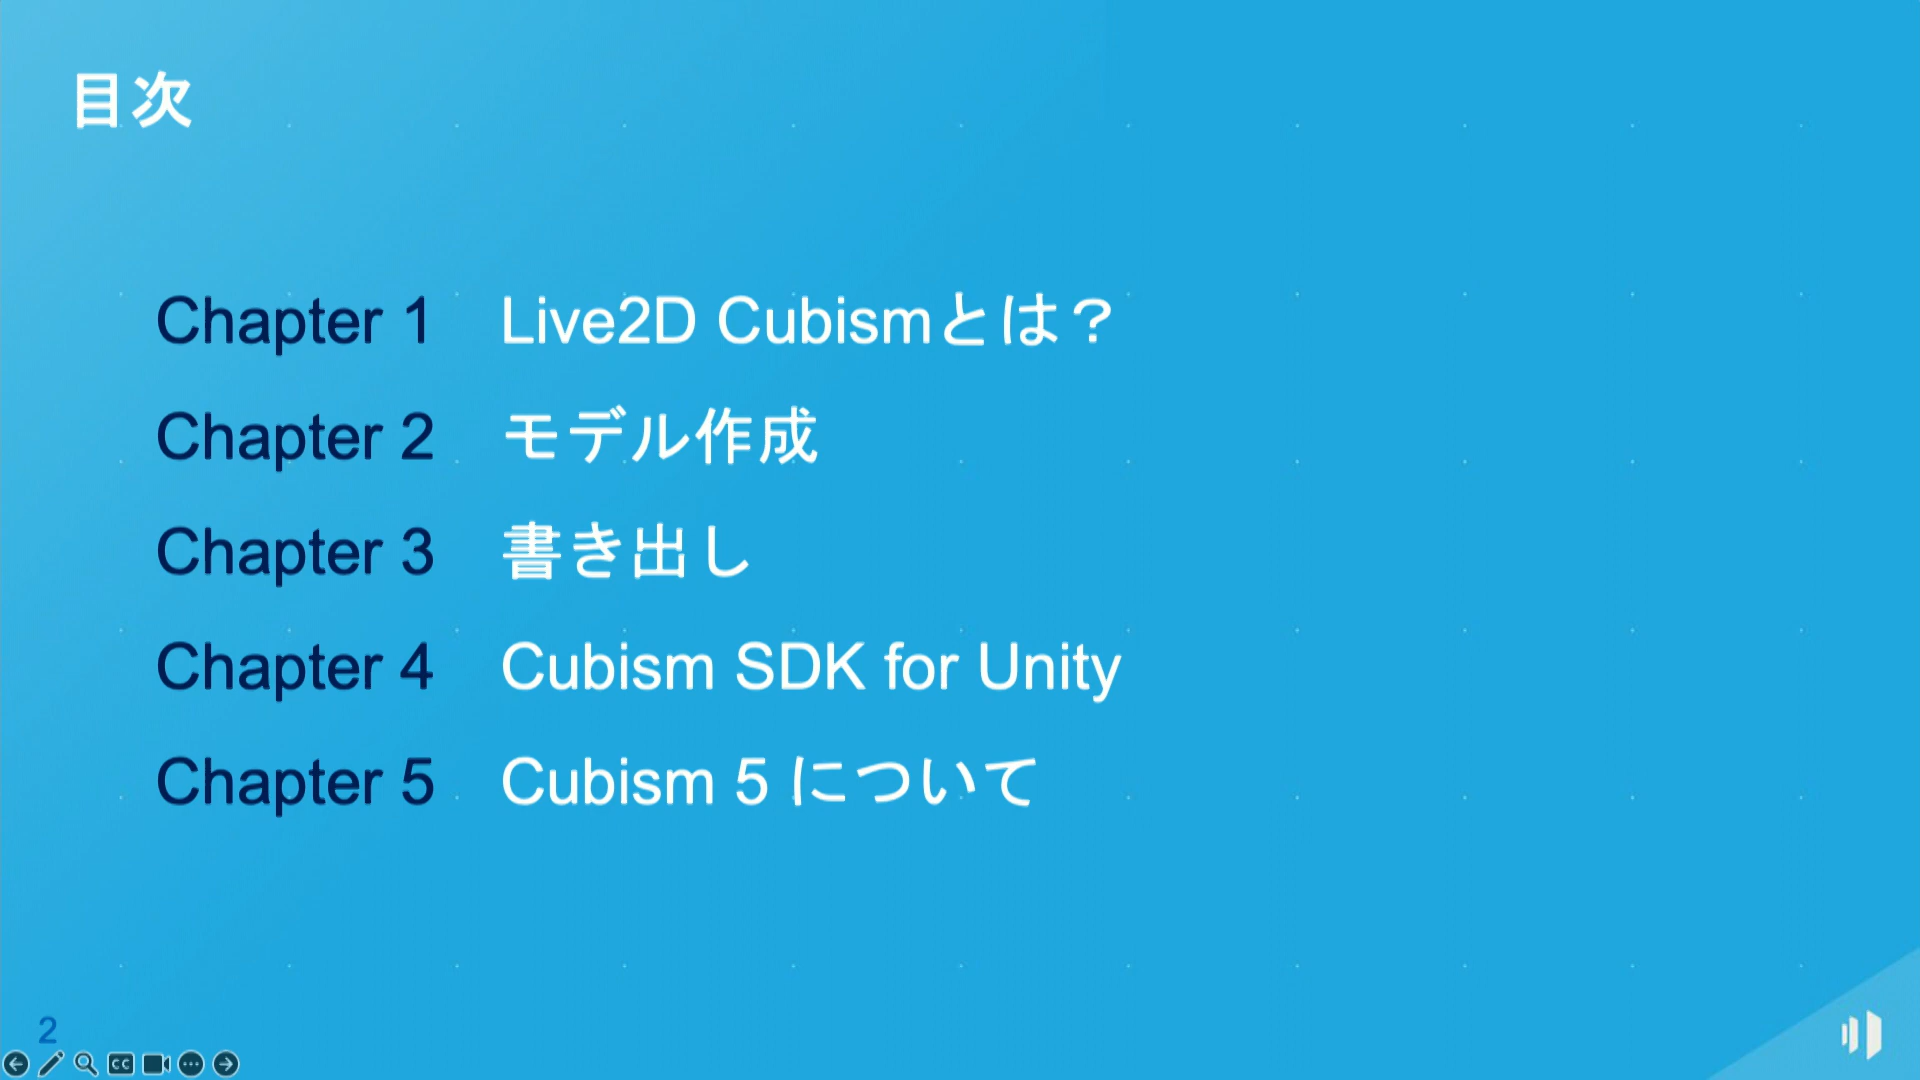 目次
Chapter 1 Live2D Cubismとは？
Chapter 2 モデル作成
Chapter 3 書き出し
Chapter 4 Cubism SDK for Unity
Chapter 5 Cubism 5 について
2
CC